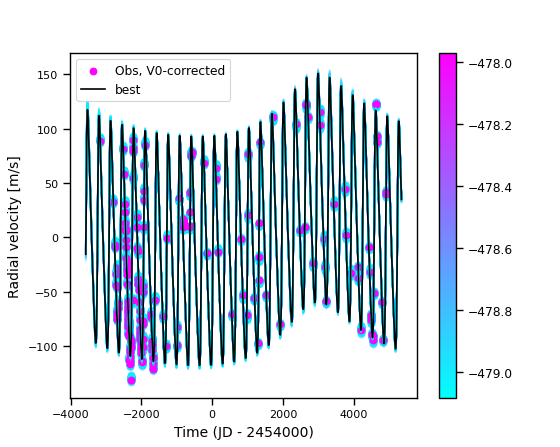 Obs, V0-corrected
best
150
100
50
0
−50
−100
−4000 −2000 0 2000 4000
Time (JD - 2454000)
Radial velocity [m/s]
−478.0
−478.2
−478.4
−478.6
−478.8
−479.0